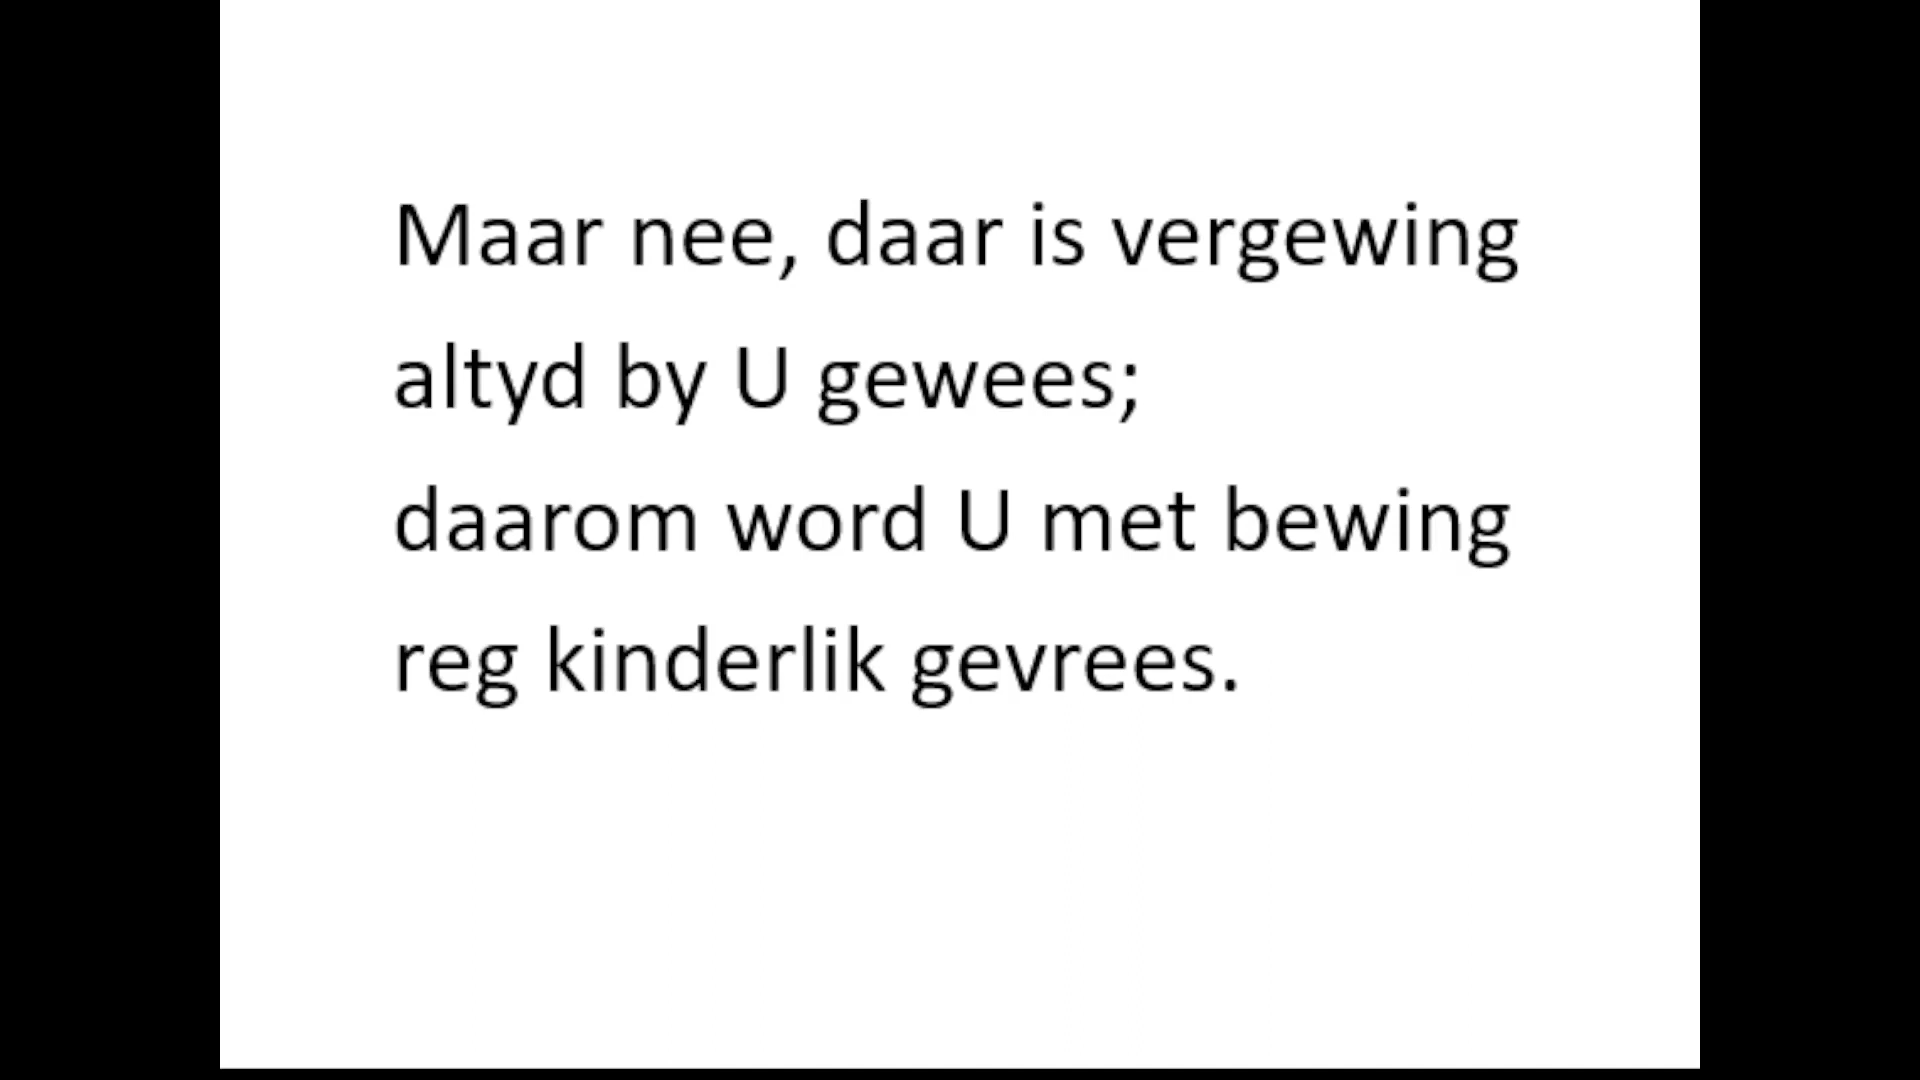 Maar nee, daar is vergewing
altyd by U gewees;
daarom word U met bewing
reg kinderlik gevrees.